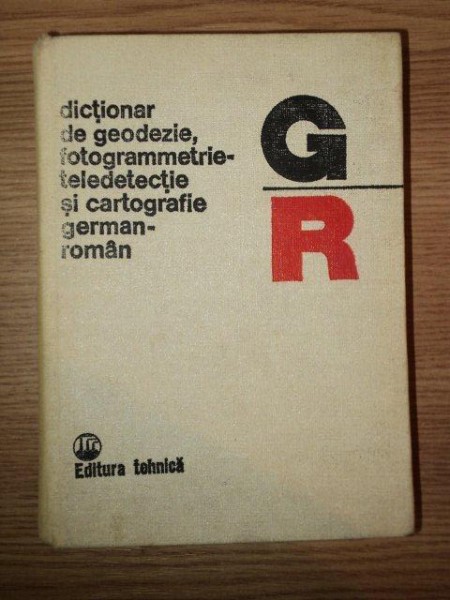 dicționar
de geodezie,
fotogrammetrie-
teledetecție
și cartografie
german-
român
G
R
Editura tehnică